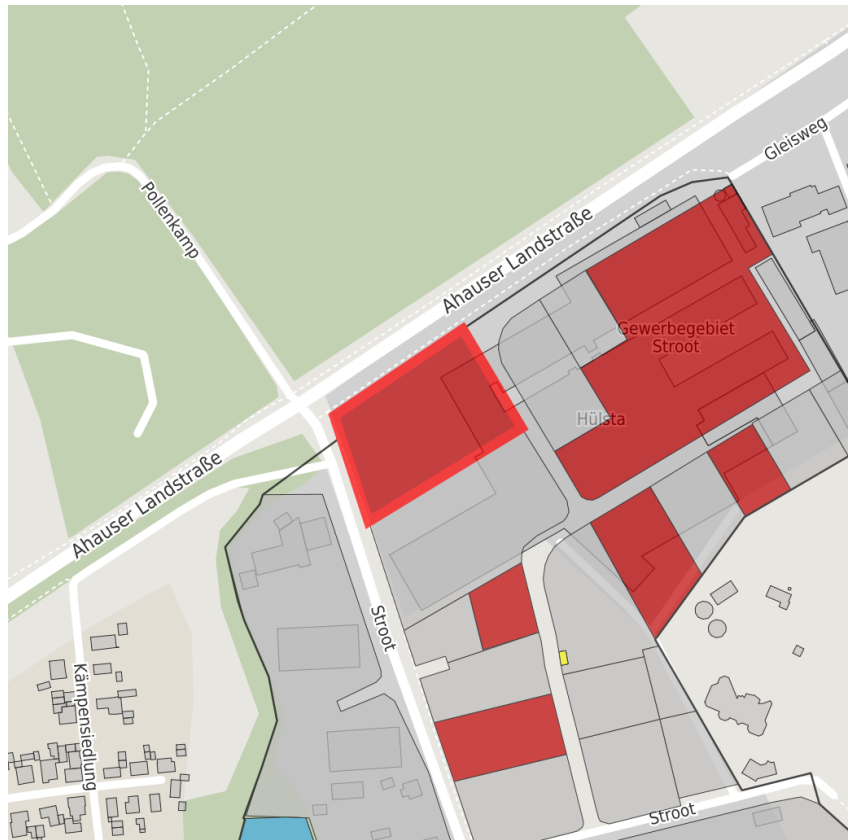 Gleisweg
Pollenkamp
Ahauser Landstraße
Gewerbegebiet
Stroot
Hülsta
Ahauser Landstraße
Stroot
Kämpensiedlung
Stroot